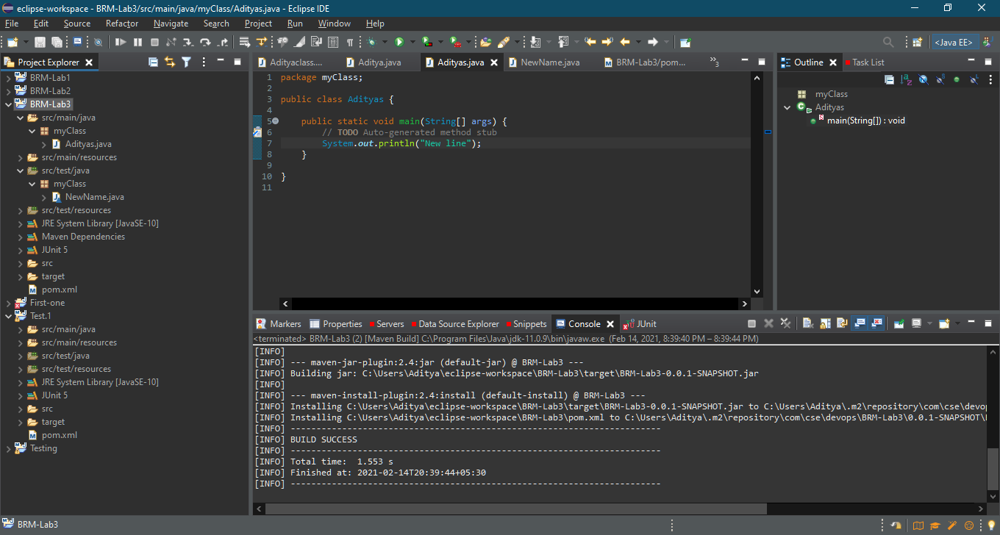 eclipse-workspace - BRM-Lab3/src/main/java/myClass/Adityas.java - Eclipse IDE
File Edit Source Refactor Navigate Search Project Run Window Help
<Java EE>
Project Explorer
BRM-Lab1
BRM-Lab2
BRM-Lab3
src/main/java
myClass
Adityas.java
src/main/resources
src/test/java
myClass
NewName.java
src/test/resources
JRE System Library [JavaSE-10]
Maven Dependencies
JUnit 5
src
target
pom.xml
First-one
Test.1
src/main/java
src/main/resources
src/test/java
src/test/resources
JRE System Library [JavaSE-10]
JUnit 5
src
target
pom.xml
Testing
Adityaclass.... Aditya.java Adityas.java NewName.java BRM-Lab3/pom... »3
1 package myClass;
2
3 public class Adityas {
4
5 public static void main(String[] args) {
6 // TODO Auto-generated method stub
7 System.out.println("New line");
8 }
9
10 }
11
Outline Task List
myClass
Adityas
main(String[]) : void
Markers Properties Servers Data Source Explorer Snippets Console JUnit
<terminated> BRM-Lab3 (2) [Maven Build] C:\Program Files\Java\jdk-11.0.9\bin\javaw.exe (Feb 14, 2021, 8:39:40 PM – 8:39:44 PM)
[INFO]
[INFO] --- maven-jar-plugin:2.4:jar (default-jar) @ BRM-Lab3 ---
[INFO] Building jar: C:\Users\Aditya\eclipse-workspace\BRM-Lab3\target\BRM-Lab3-0.0.1-SNAPSHOT.jar
[INFO]
[INFO] --- maven-install-plugin:2.4:install (default-install) @ BRM-Lab3 ---
[INFO] Installing C:\Users\Aditya\eclipse-workspace\BRM-Lab3\target\BRM-Lab3-0.0.1-SNAPSHOT.jar to C:\Users\Aditya\.m2\repository\com\cse\devop
[INFO] Installing C:\Users\Aditya\eclipse-workspace\BRM-Lab3\pom.xml to C:\Users\Aditya\.m2\repository\com\cse\devops\BRM-Lab3\0.0.1-SNAPSHOT\
[INFO] ------------------------------------------------------------------------
[INFO] BUILD SUCCESS
[INFO] ------------------------------------------------------------------------
[INFO] Total time: 1.553 s
[INFO] Finished at: 2021-02-14T20:39:44+05:30
[INFO] ------------------------------------------------------------------------
BRM-Lab3